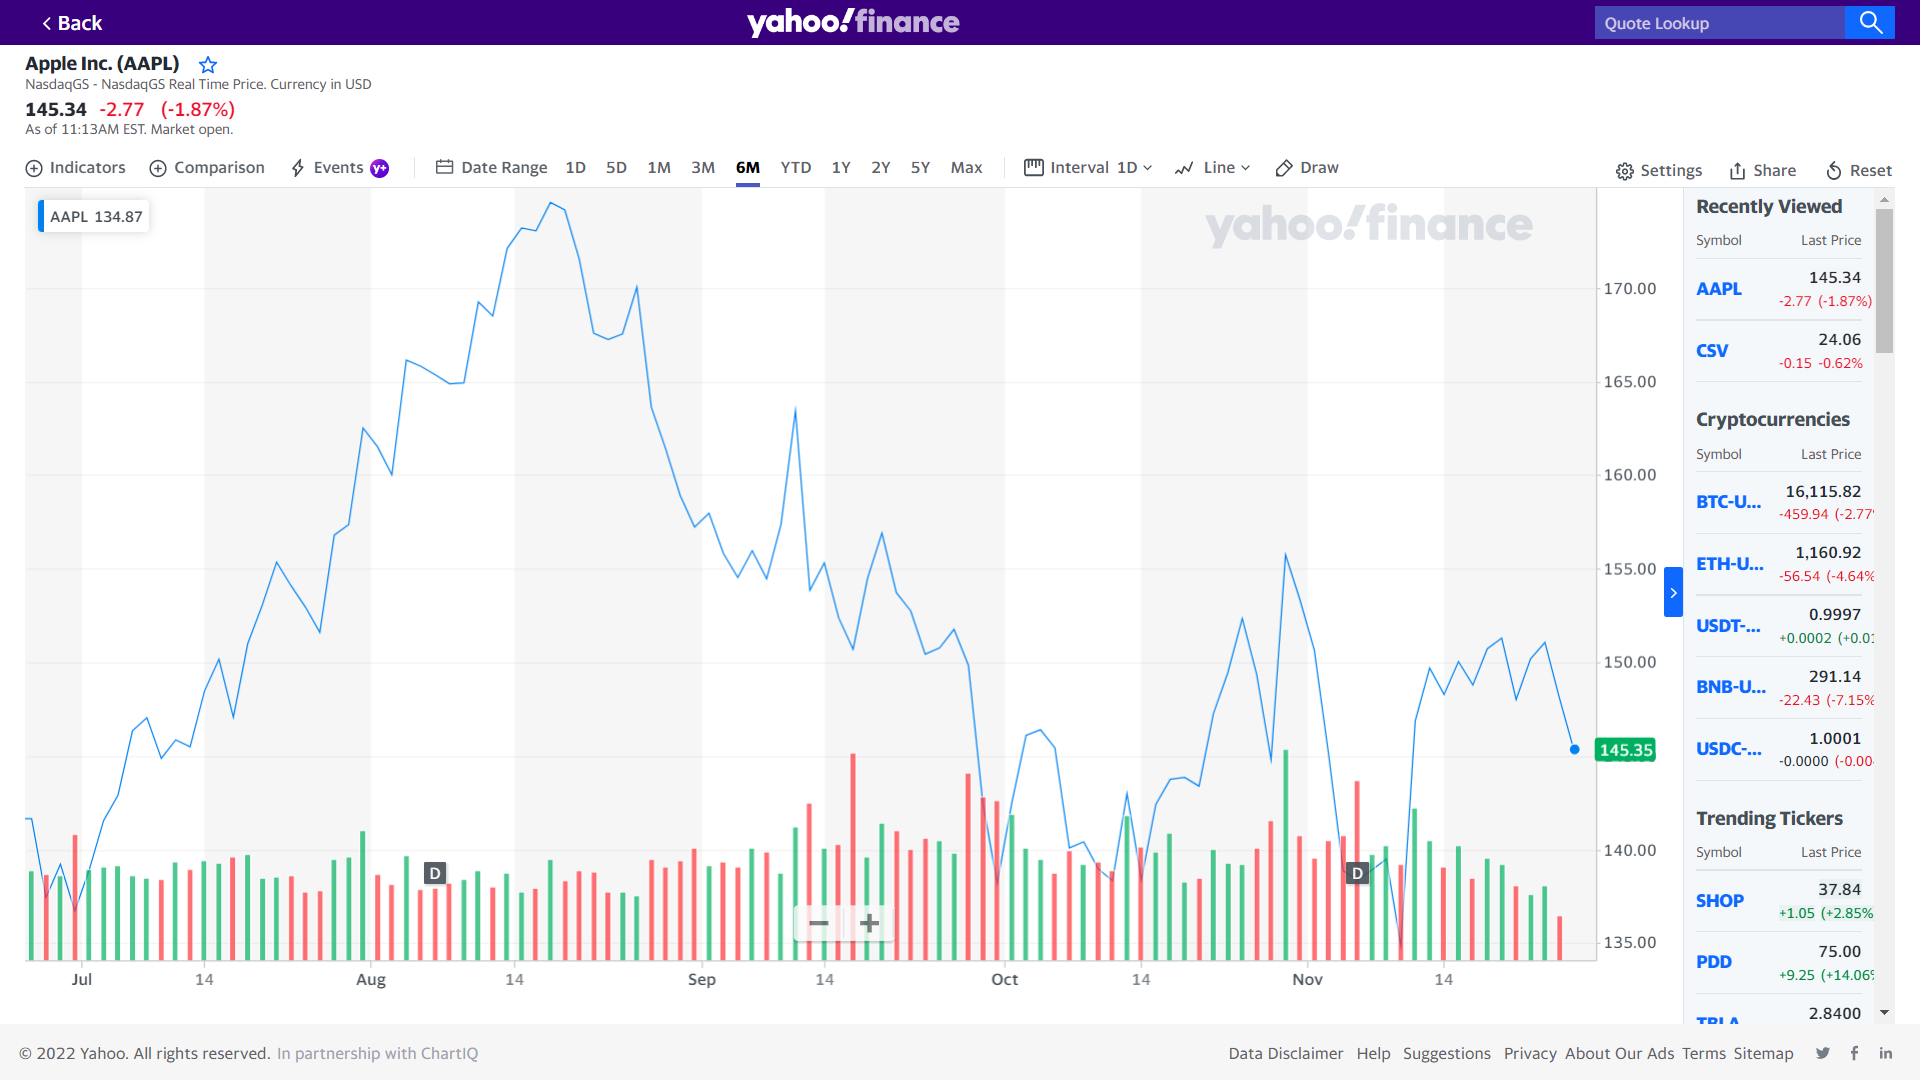 Back
yahoo!finance
Quote Lookup
Apple Inc. (AAPL)
NasdaqGS - NasdaqGS Real Time Price. Currency in USD
145.34 -2.77 (-1.87%)
As of 11:13AM EST. Market open.
Indicators Comparison Events y+ Date Range 1D 5D 1M 3M 6M YTD 1Y 2Y 5Y Max Interval 1D Line Draw
Settings Share Reset
AAPL 134.87
yahoo!finance
170.00
165.00
160.00
155.00
150.00
145.35
140.00
135.00
D
D
Jul 14 Aug 14 Sep 14 Oct 14 Nov 14
Recently Viewed
Symbol Last Price
AAPL 145.34
-2.77 (-1.87%)
CSV 24.06
-0.15 -0.62%
Cryptocurrencies
Symbol Last Price
BTC-U... 16,115.82
-459.94 (-2.77%
ETH-U... 1,160.92
-56.54 (-4.64%
USDT-... 0.9997
+0.0002 (+0.01
BNB-U... 291.14
-22.43 (-7.15%
USDC-... 1.0001
-0.0000 (-0.00
Trending Tickers
Symbol Last Price
SHOP 37.84
+1.05 (+2.85%
PDD 75.00
+9.25 (+14.06%
TBLA 2.8400
© 2022 Yahoo. All rights reserved. In partnership with ChartIQ
Data Disclaimer Help Suggestions Privacy About Our Ads Terms Sitemap